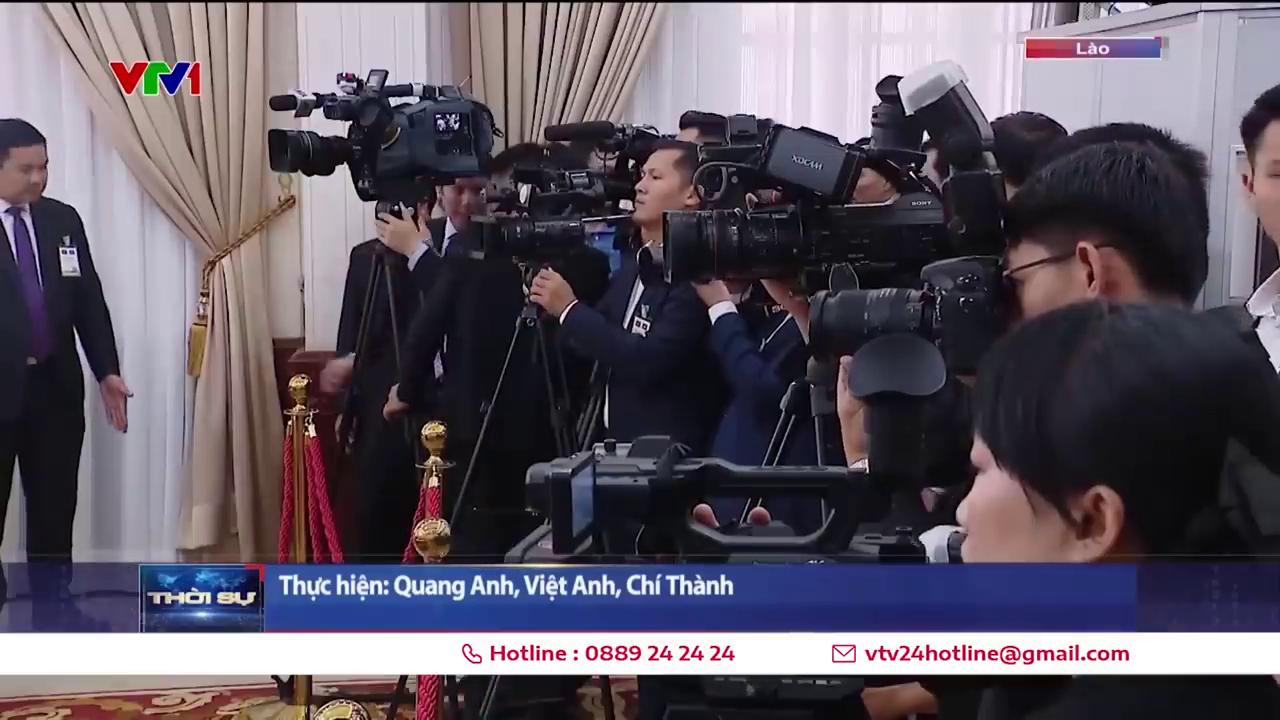 VTV1
Lào
XDCAM
SONY
Thực hiện: Quang Anh, Việt Anh, Chí Thành
THỜI SỰ
Hotline : 0889 24 24 24
vtv24hotline@gmail.com